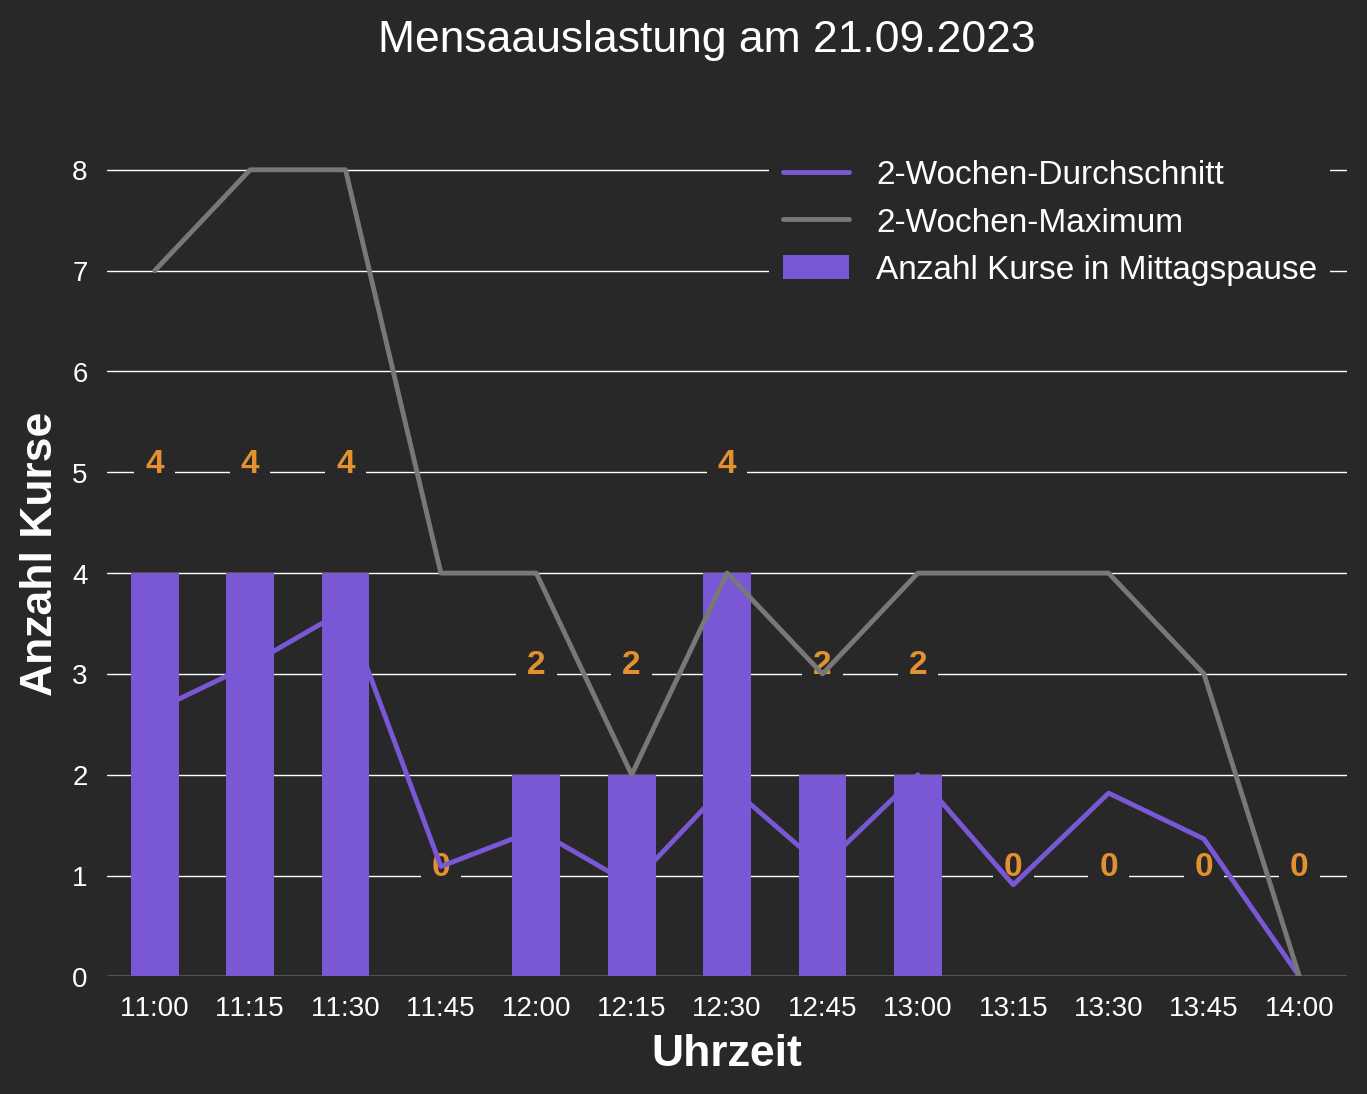 Mensaauslastung am 21.09.2023
2-Wochen-Durchschnitt
2-Wochen-Maximum
Anzahl Kurse in Mittagspause
Anzahl Kurse
8
7
6
5
4
3
2
1
0
4 4 4 0 2 2 4 2 2 0 0 0 0
11:00 11:15 11:30 11:45 12:00 12:15 12:30 12:45 13:00 13:15 13:30 13:45 14:00
Uhrzeit